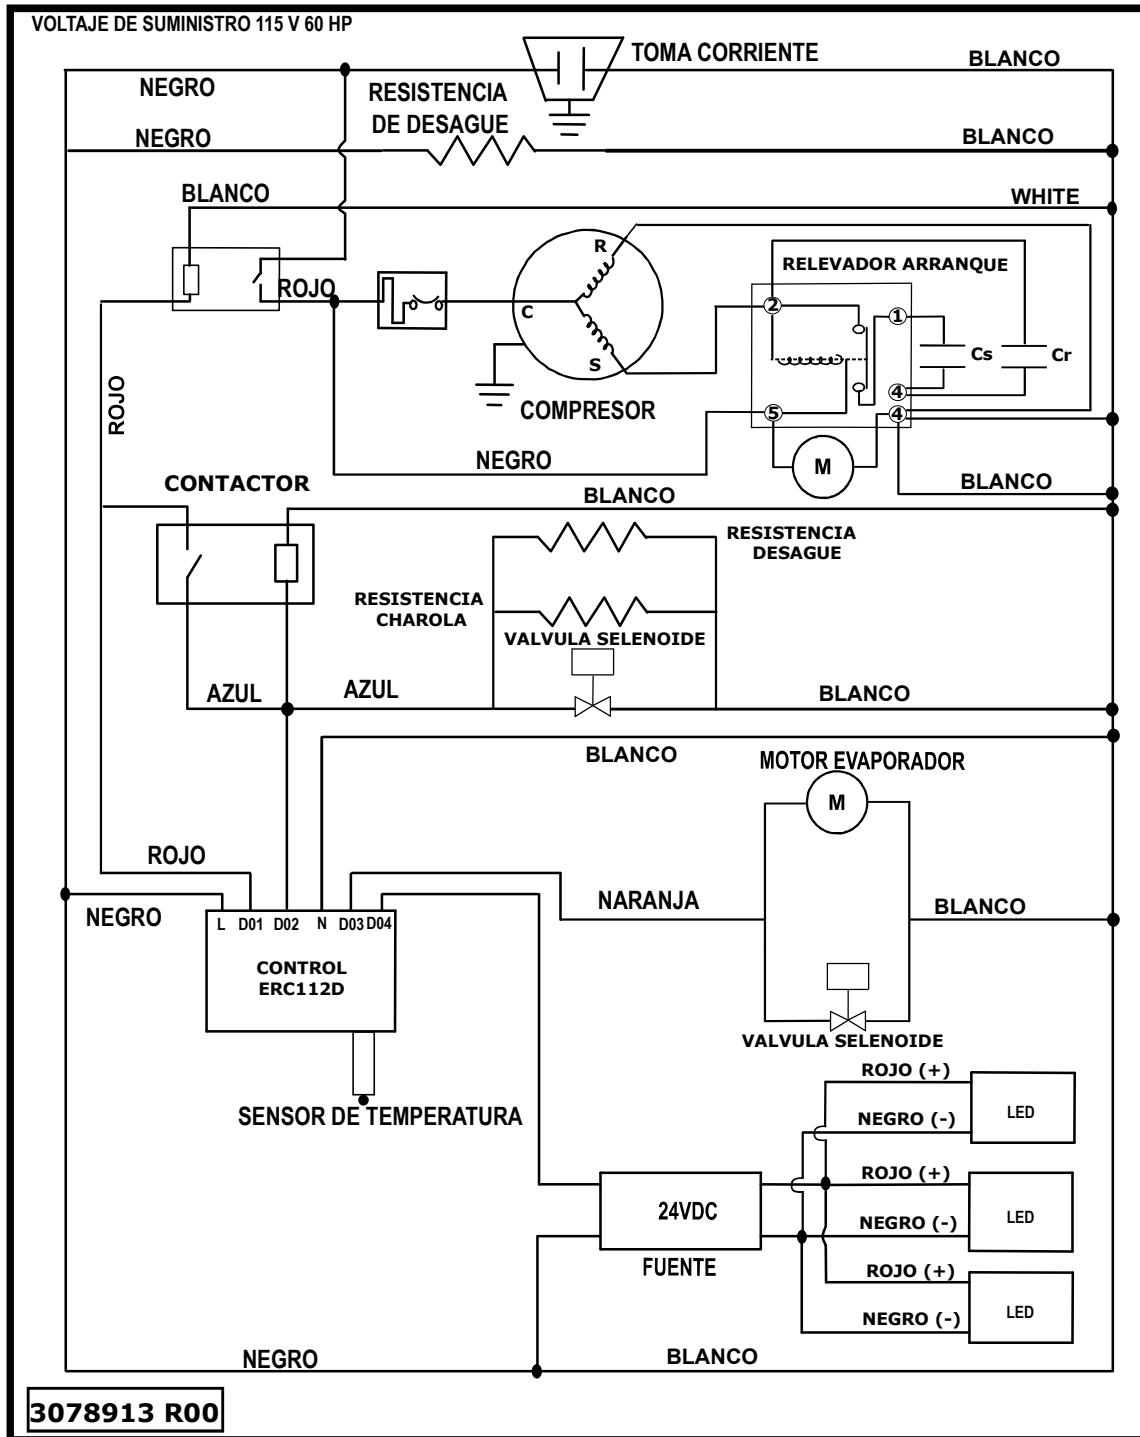 VOLTAJE DE SUMINISTRO 115 V 60 HP
TOMA CORRIENTE
BLANCO
NEGRO
RESISTENCIA
DE DESAGUE
NEGRO
BLANCO
BLANCO
WHITE
R
RELEVADOR ARRANQUE
ROJO
C
2
1
S
Cs
Cr
4
ROJO
COMPRESOR
5
4
NEGRO
M
BLANCO
CONTACTOR
BLANCO
RESISTENCIA
DESAGUE
RESISTENCIA
CHAROLA
VALVULA SELENOIDE
AZUL
AZUL
BLANCO
BLANCO
MOTOR EVAPORADOR
M
ROJO
NARANJA
BLANCO
NEGRO
L D01 D02 N D03 D04
CONTROL
ERC112D
VALVULA SELENOIDE
SENSOR DE TEMPERATURA
ROJO (+)
LED
NEGRO (-)
ROJO (+)
24VDC
LED
NEGRO (-)
FUENTE
ROJO (+)
LED
NEGRO (-)
NEGRO
BLANCO
3078913 R00